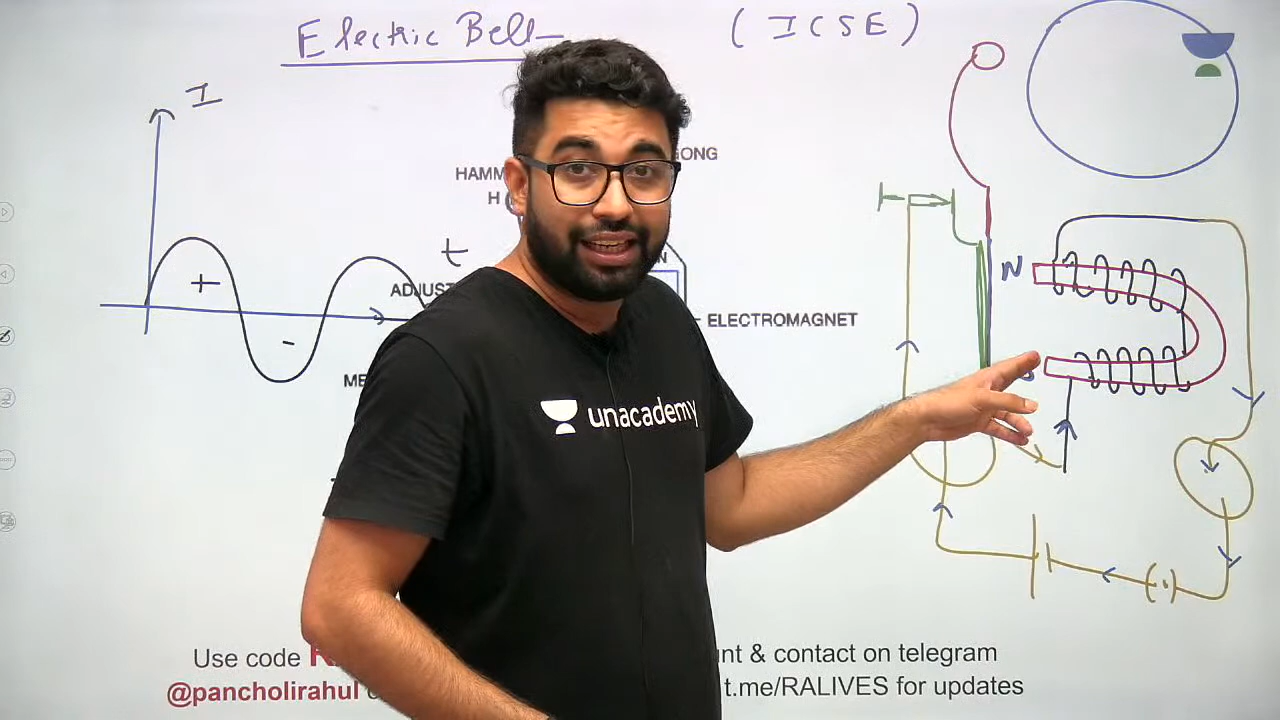 Electric Bell (ICSE)
I
GONG
HAMM
H
t
N
N
+
ADJUST
-
ELECTROMAGNET
ME
unacademy
Use code R nt & contact on telegram
@pancholirahul t.me/RALIVES for updates